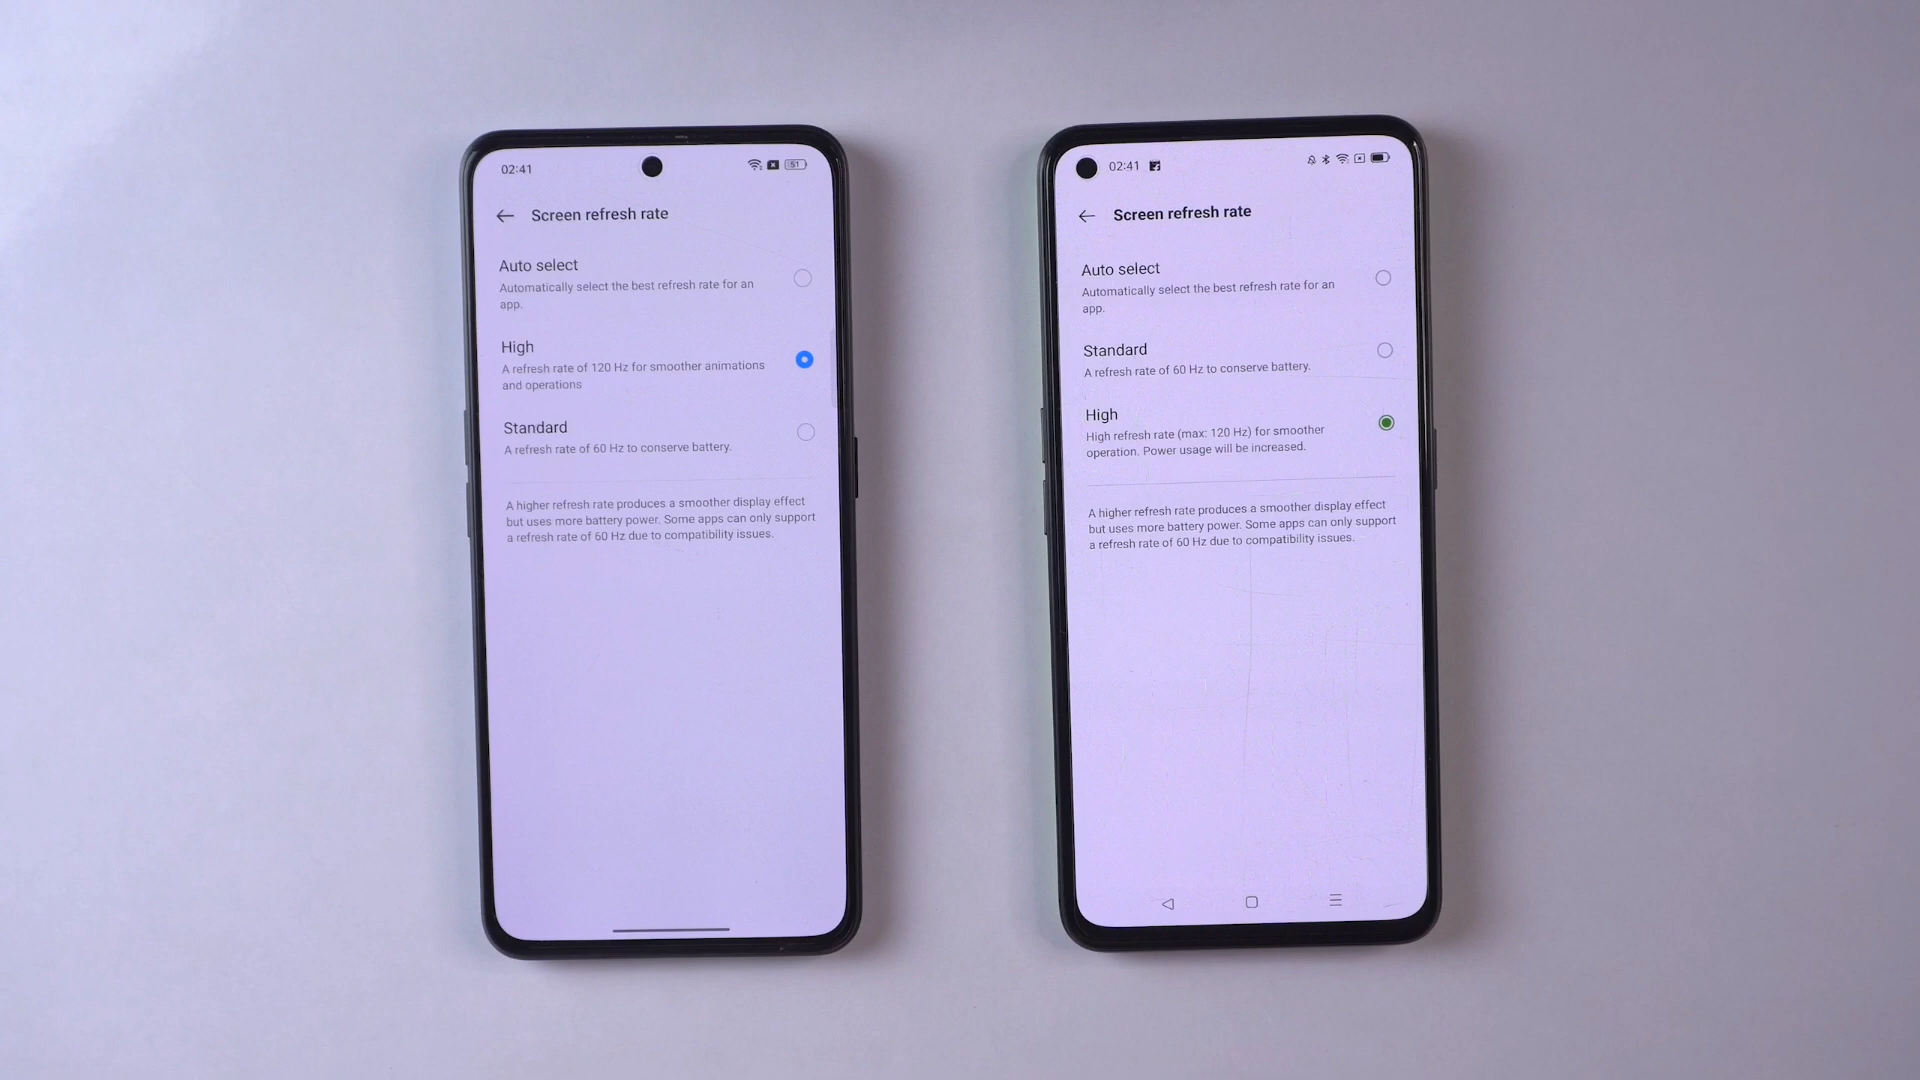 02:41
51
Screen refresh rate
Auto select
Automatically select the best refresh rate for an
app.
High
A refresh rate of 120 Hz for smoother animations
and operations
Standard
A refresh rate of 60 Hz to conserve battery.
A higher refresh rate produces a smoother display effect
but uses more battery power. Some apps can only support
a refresh rate of 60 Hz due to compatibility issues.
02:41
Screen refresh rate
Auto select
Automatically select the best refresh rate for an
app.
Standard
A refresh rate of 60 Hz to conserve battery.
High
High refresh rate (max: 120 Hz) for smoother
operation. Power usage will be increased.
A higher refresh rate produces a smoother display effect
but uses more battery power. Some apps can only support
a refresh rate of 60 Hz due to compatibility issues.